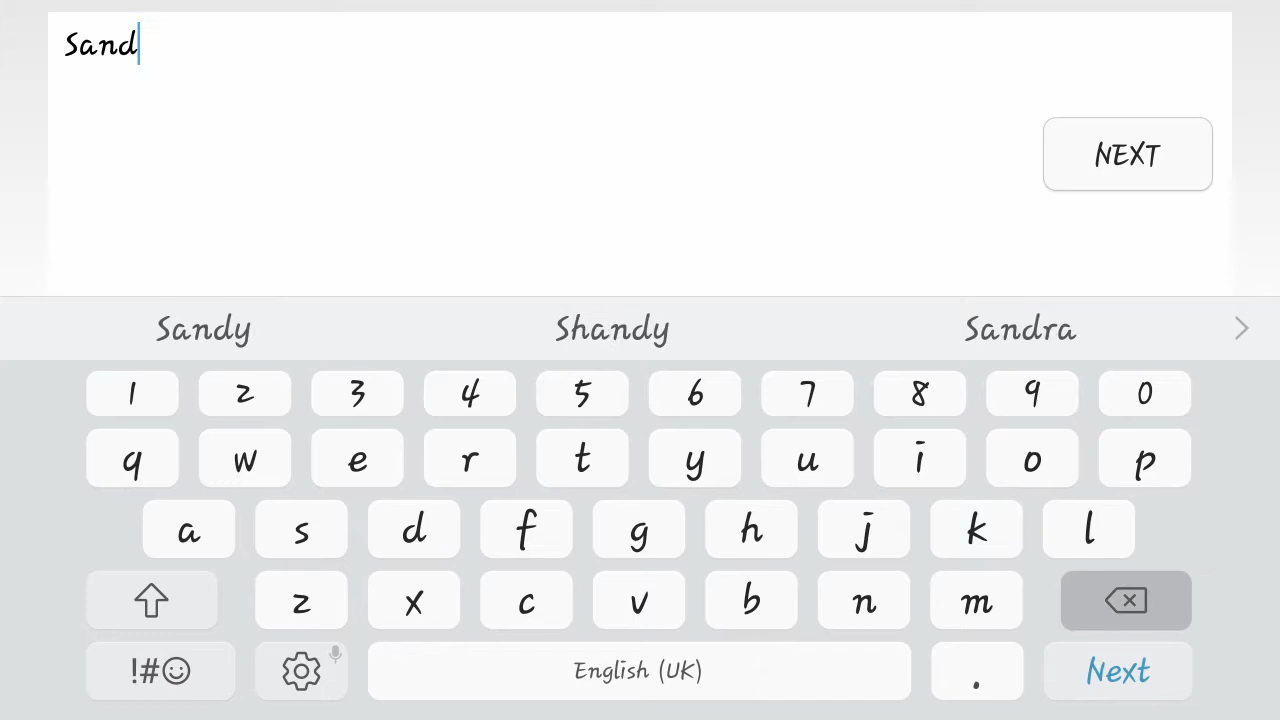 Sand
NEXT
Sandy Shandy Sandra
1 2 3 4 5 6 7 8 9 0
q w e r t y u i o p
a s d f g h j k l
z x c v b n m
!#☺ English (UK) . Next